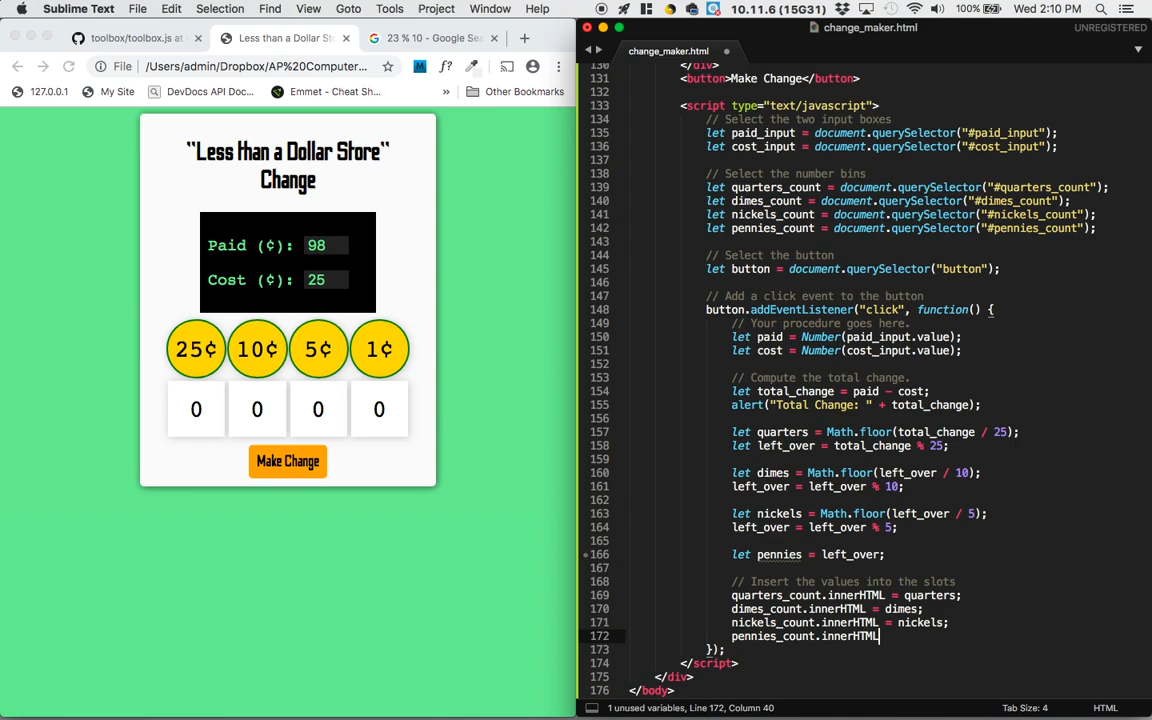 Sublime Text File Edit Selection Find View Goto Tools Project Window Help 10.11.6 (15G31) 100% Wed 2:10 PM
toolbox/toolbox.js at × Less than a Dollar Sto × 23 % 10 - Google Sea × +
File /Users/admin/Dropbox/AP%20Computer... f?
127.0.0.1 My Site DevDocs API Doc... Emmet - Cheat Sh... » Other Bookmarks
"Less than a Dollar Store"
Change
Paid (¢): 98
Cost (¢): 25
25¢ 10¢ 5¢ 1¢
0 0 0 0
Make Change
change_maker.html UNREGISTERED
change_maker.html
130 </div>
131 <button>Make Change</button>
132
133 <script type="text/javascript">
134 // Select the two input boxes
135 let paid_input = document.querySelector("#paid_input");
136 let cost_input = document.querySelector("#cost_input");
137
138 // Select the number bins
139 let quarters_count = document.querySelector("#quarters_count");
140 let dimes_count = document.querySelector("#dimes_count");
141 let nickels_count = document.querySelector("#nickels_count");
142 let pennies_count = document.querySelector("#pennies_count");
143
144 // Select the button
145 let button = document.querySelector("button");
146
147 // Add a click event to the button
148 button.addEventListener("click", function() {
149 // Your procedure goes here.
150 let paid = Number(paid_input.value);
151 let cost = Number(cost_input.value);
152
153 // Compute the total change.
154 let total_change = paid - cost;
155 alert("Total Change: " + total_change);
156
157 let quarters = Math.floor(total_change / 25);
158 let left_over = total_change % 25;
159
160 let dimes = Math.floor(left_over / 10);
161 left_over = left_over % 10;
162
163 let nickels = Math.floor(left_over / 5);
164 left_over = left_over % 5;
165
166 let pennies = left_over;
167
168 // Insert the values into the slots
169 quarters_count.innerHTML = quarters;
170 dimes_count.innerHTML = dimes;
171 nickels_count.innerHTML = nickels;
172 pennies_count.innerHTML
173 });
174 </script>
175 </div>
176 </body>
1 unused variables, Line 172, Column 40 Tab Size: 4 HTML